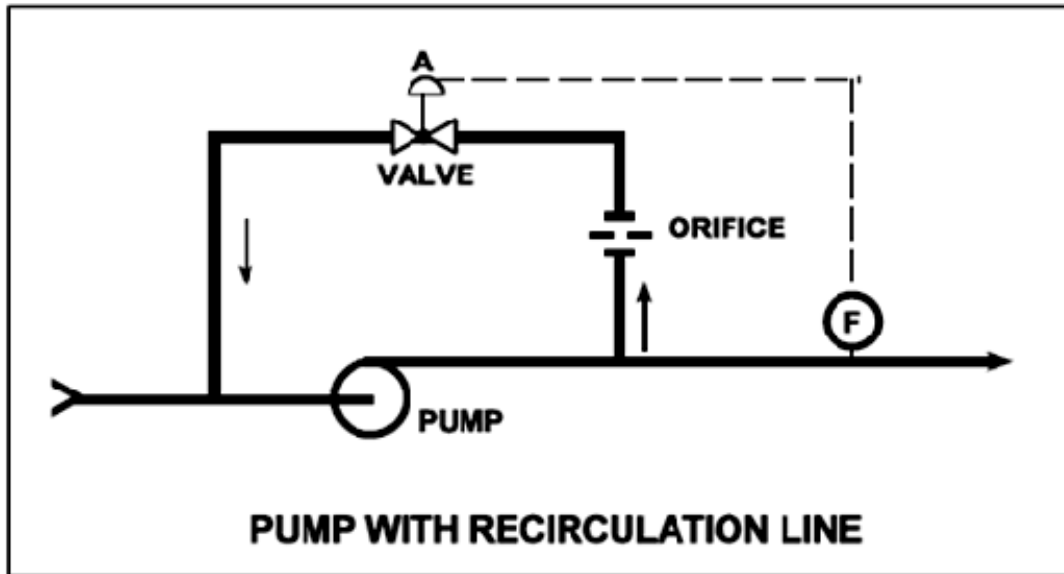 A
VALVE
ORIFICE
F
PUMP
PUMP WITH RECIRCULATION LINE